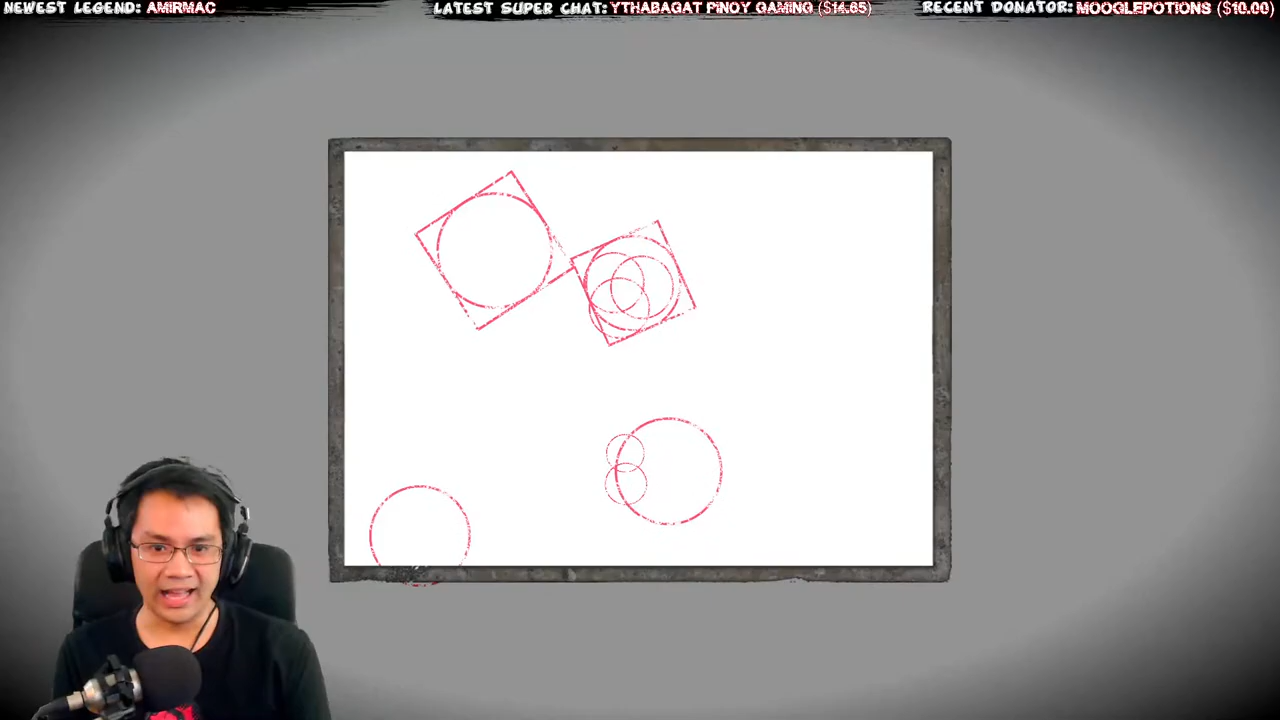 NEWEST LEGEND: AMIRMAC
LATEST SUPER CHAT: YTHABAGAT PINOY GAMING ($14.85)
RECENT DONATOR: MOOGLEPOTIONS ($10.00)